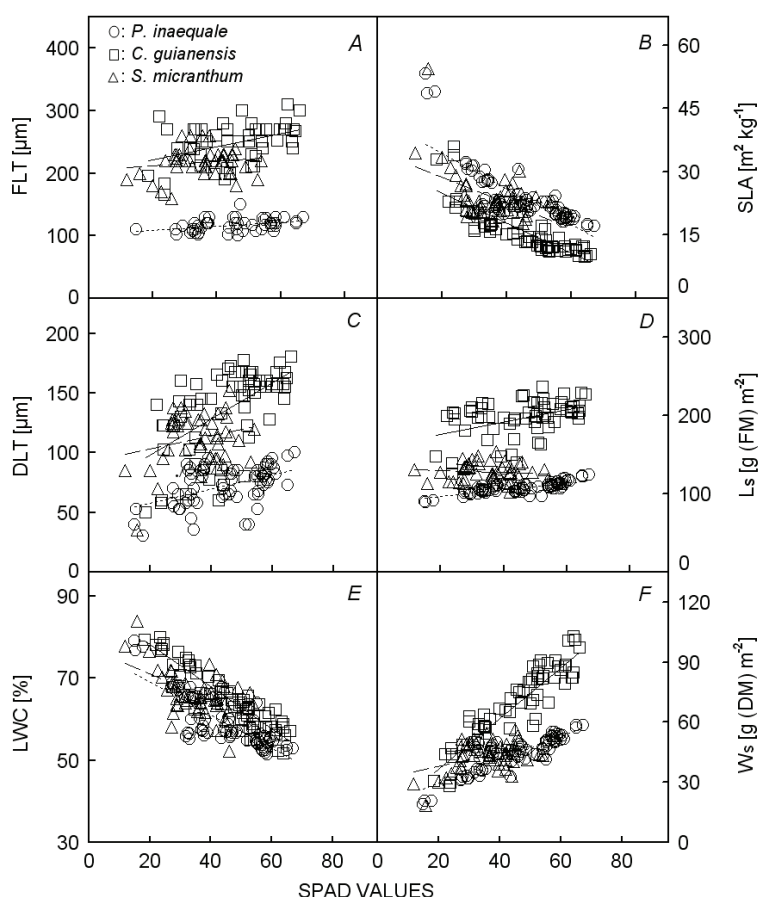 ○: P. inaequale
□: C. guianensis
△: S. micranthum
A
FLT [µm]
400
300
200
100
0
B
60
45
30
15
0
SLA [m² kg⁻¹]
C
DLT [µm]
200
150
100
50
0
D
300
200
100
0
Ls [g (FM) m⁻²]
E
LWC [%]
90
70
50
30
F
120
90
60
30
0
Ws [g (DM) m⁻²]
0 20 40 60 0 20 40 60 80
SPAD VALUES